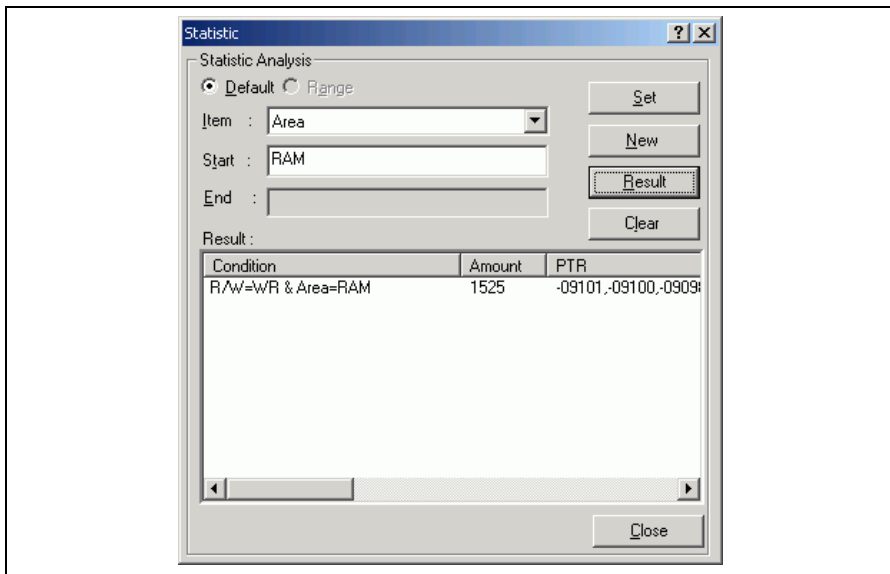 Statistic
Statistic Analysis
Default Range
Item : Area
Start : RAM
End :
Set
New
Result
Clear
Result :
Condition Amount PTR
R/W=WR & Area=RAM 1525 -09101,-09100,-0909
Close